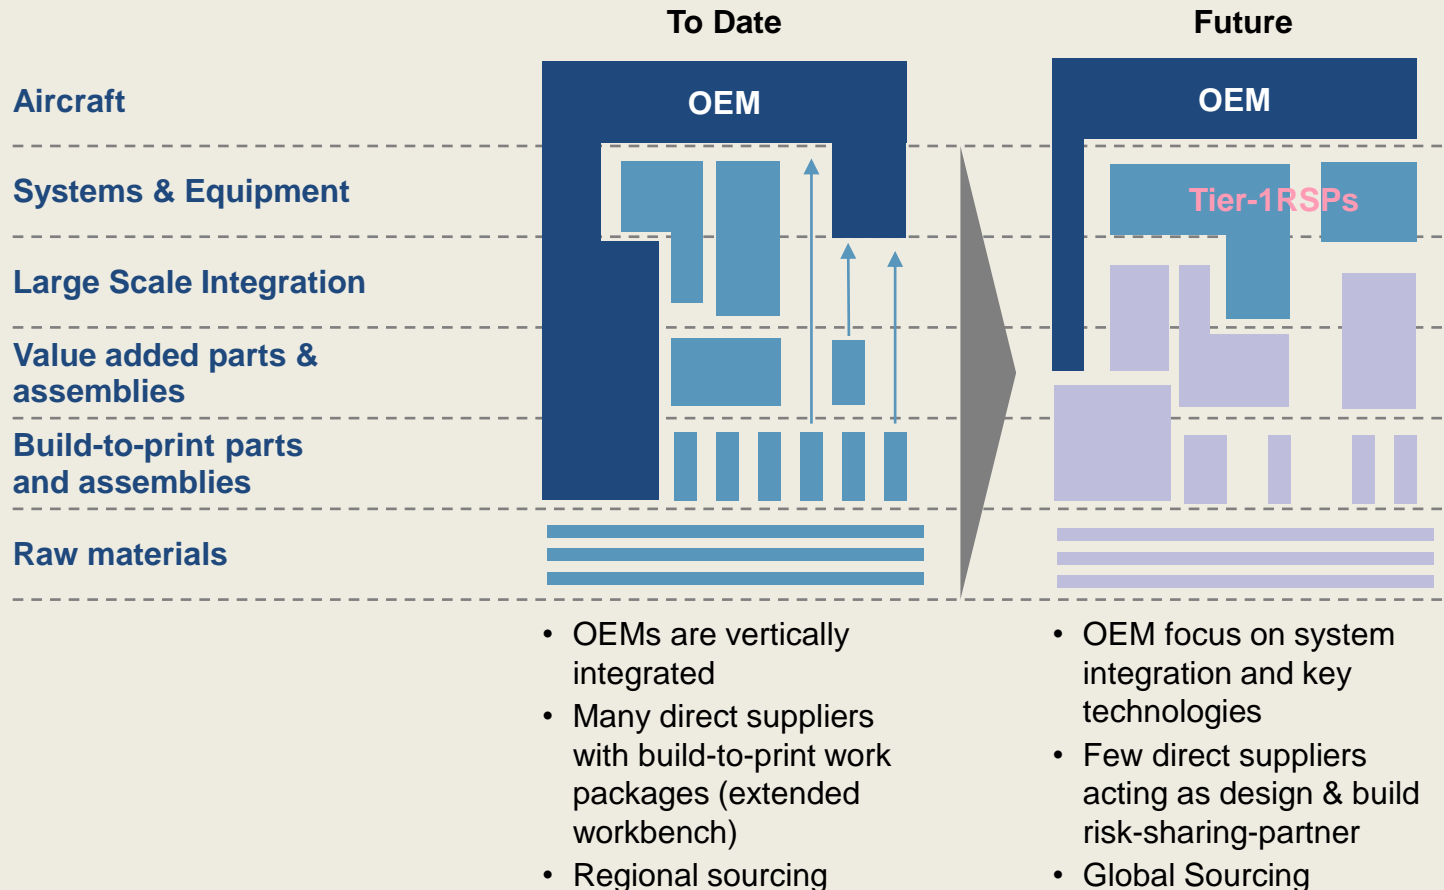 To Date
Future
Aircraft
OEM
OEM
Systems & Equipment
Tier-1RSPs
Large Scale Integration
Value added parts &
assemblies
Build-to-print parts
and assemblies
Raw materials
• OEMs are vertically
integrated
• Many direct suppliers
with build-to-print work
packages (extended
workbench)
• Regional sourcing
• OEM focus on system
integration and key
technologies
• Few direct suppliers
acting as design & build
risk-sharing-partner
• Global Sourcing